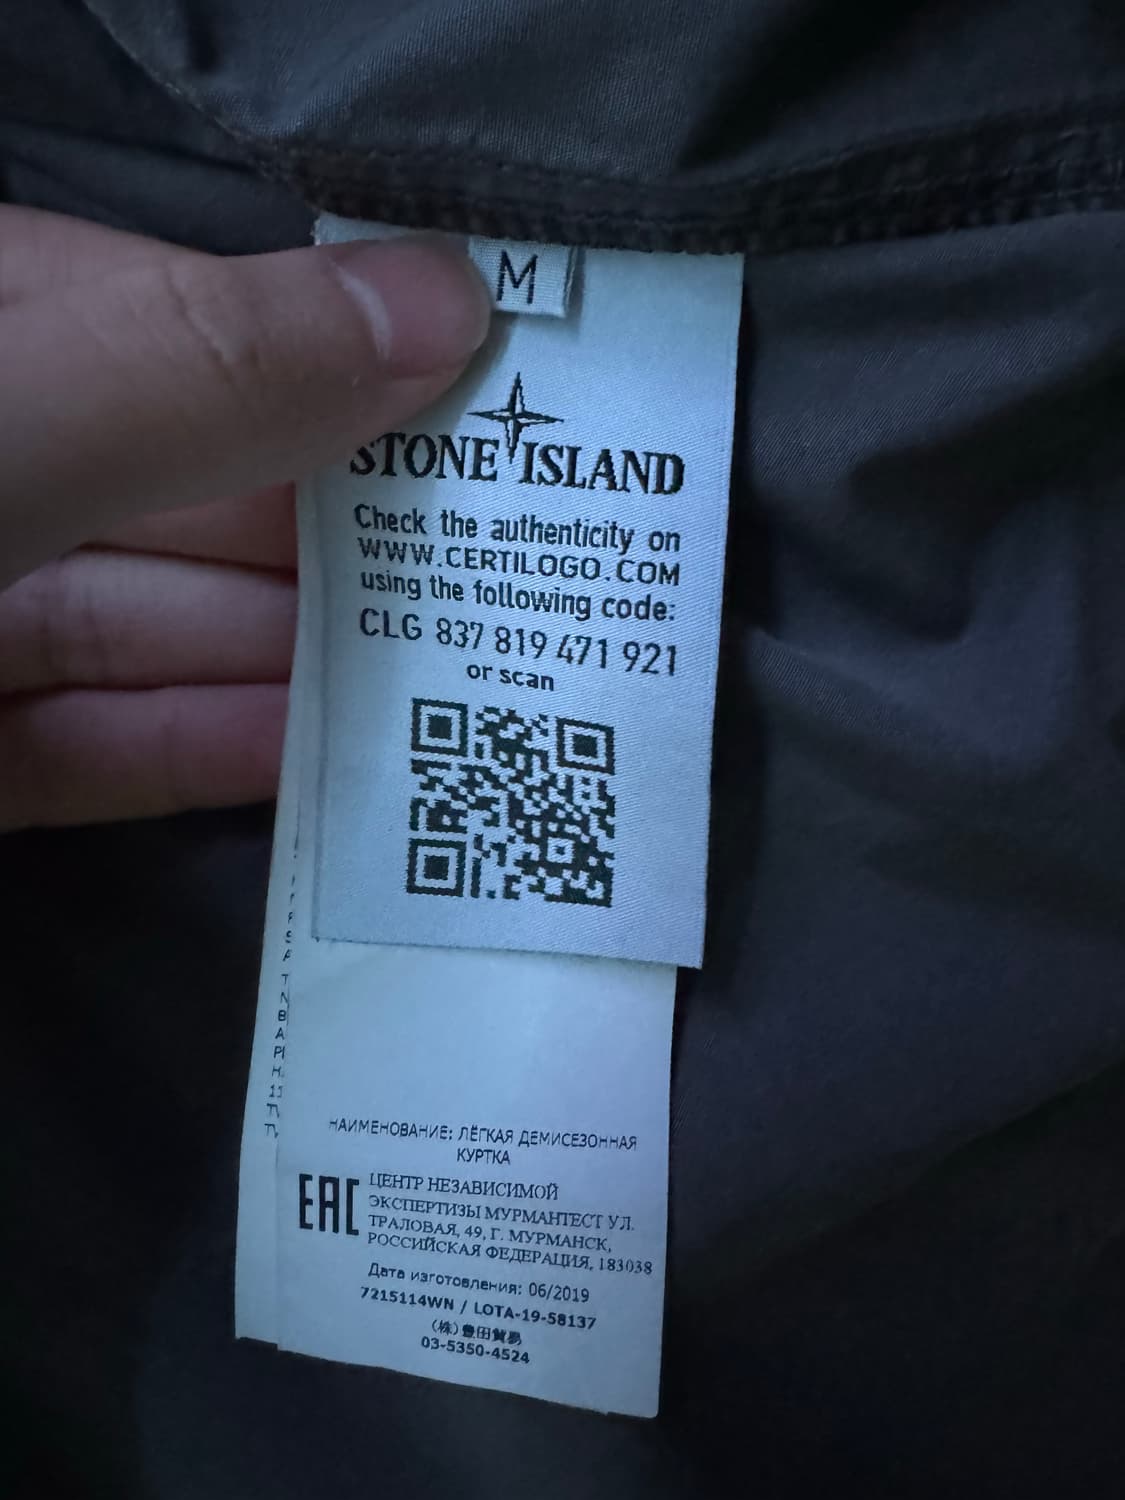 M
STONE ISLAND
Check the authenticity on
WWW.CERTILOGO.COM
using the following code:
CLG 837 819 471 921
or scan
НАИМЕНОВАНИЕ: ЛЁГКАЯ ДЕМИСЕЗОННАЯ
КУРТКА
EAC
ЦЕНТР НЕЗАВИСИМОЙ
ЭКСПЕРТИЗЫ МУРМАНТЕСТ УЛ.
ТРАЛОВАЯ, 49, Г. МУРМАНСК,
РОССИЙСКАЯ ФЕДЕРАЦИЯ, 183038
Дата изготовления: 06/2019
7215114WN / LOTA-19-58137
(株)豊田貿易
03-5350-4524